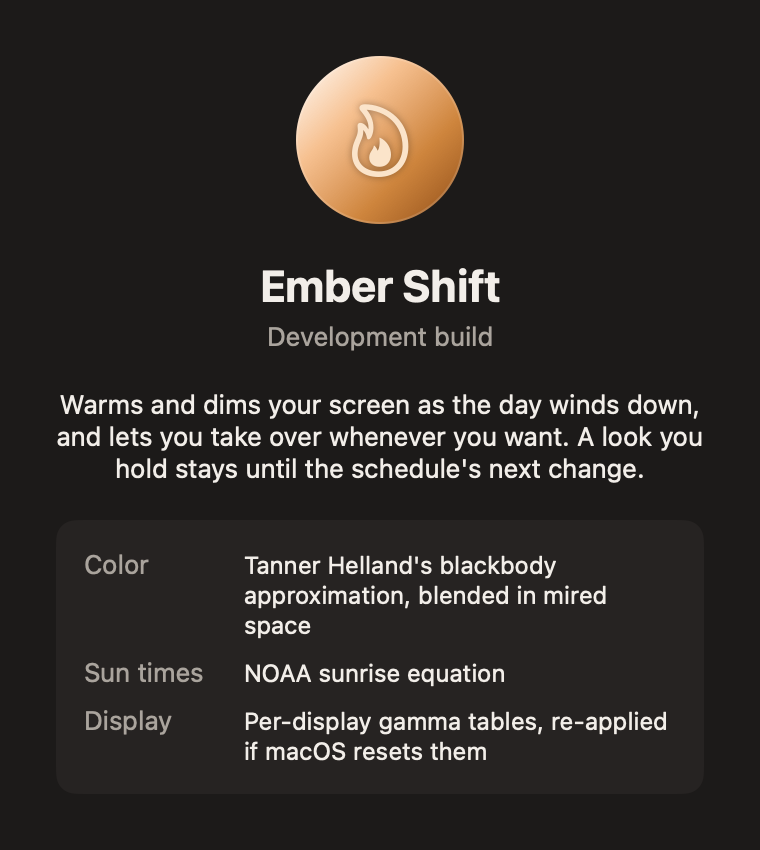 Ember Shift
Development build
Warms and dims your screen as the day winds down,
and lets you take over whenever you want. A look you
hold stays until the schedule's next change.
Color
Tanner Helland's blackbody
approximation, blended in mired
space
Sun times
NOAA sunrise equation
Display
Per-display gamma tables, re-applied
if macOS resets them